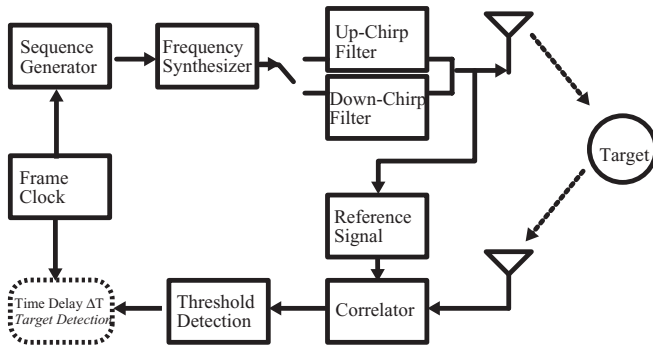 Sequence
Generator
Frequency
Synthesizer
Up-Chirp
Filter
Down-Chirp
Filter
Target
Frame
Clock
Reference
Signal
Time Delay ΔT
Target Detection
Threshold
Detection
Correlator